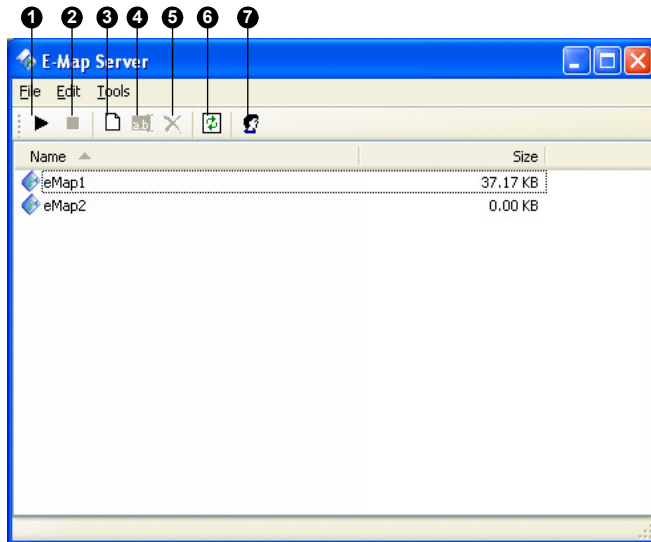 1 2 3 4 5 6 7
E-Map Server
File Edit Tools
a.b
Name Size
eMap1 37.17 KB
eMap2 0.00 KB